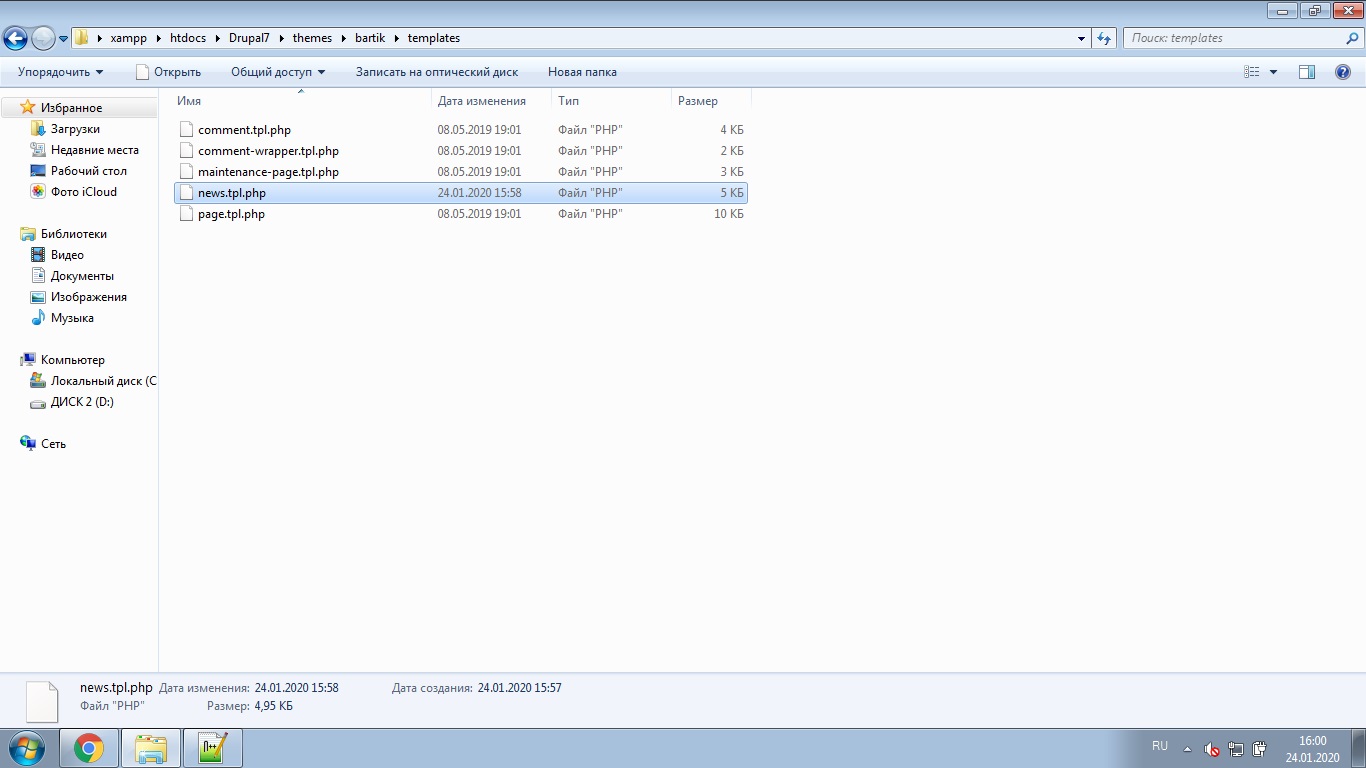 xampp htdocs Drupal7 themes bartik templates
Поиск: templates
Упорядочить Открыть Общий доступ Записать на оптический диск Новая папка
Избранное
Загрузки
Недавние места
Рабочий стол
Фото iCloud
Библиотеки
Видео
Документы
Изображения
Музыка
Компьютер
Локальный диск (C
ДИСК 2 (D:)
Сеть
Имя Дата изменения Тип Размер
comment.tpl.php 08.05.2019 19:01 Файл "PHP" 4 КБ
comment-wrapper.tpl.php 08.05.2019 19:01 Файл "PHP" 2 КБ
maintenance-page.tpl.php 08.05.2019 19:01 Файл "PHP" 3 КБ
news.tpl.php 24.01.2020 15:58 Файл "PHP" 5 КБ
page.tpl.php 08.05.2019 19:01 Файл "PHP" 10 КБ
news.tpl.php Дата изменения: 24.01.2020 15:58 Дата создания: 24.01.2020 15:57
Файл "PHP" Размер: 4,95 КБ
RU
16:00
24.01.2020